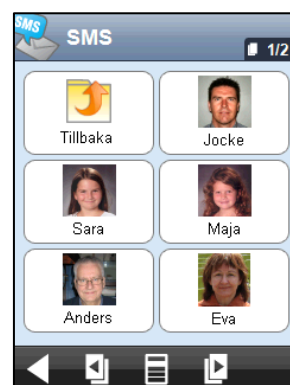 SMS
SMS
1/2
Tillbaka
Jocke
Sara
Maja
Anders
Eva